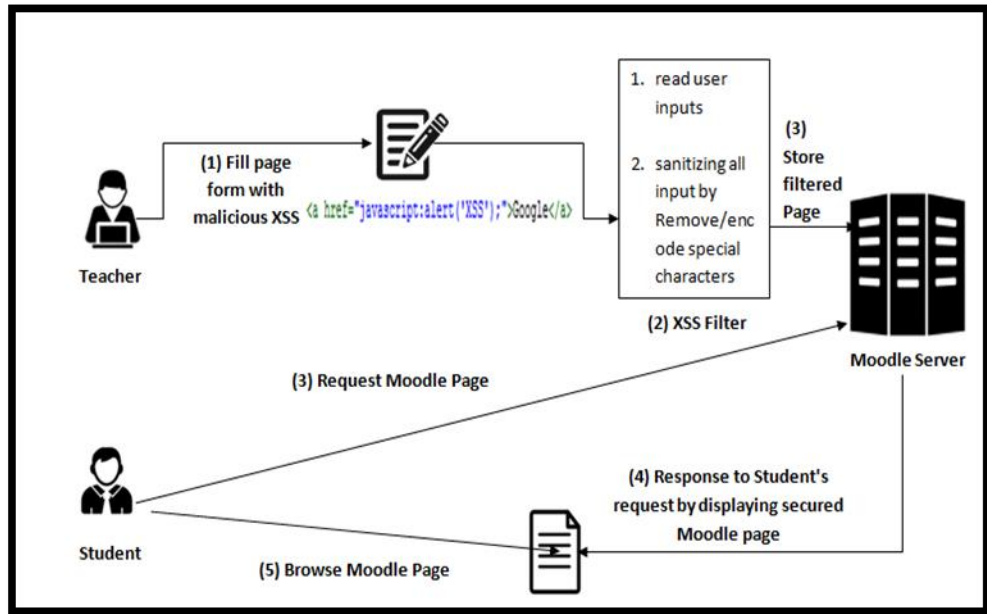 (1) Fill page
form with
malicious XSS
<a href="javascript:alert('XSS');">Google</a>
Teacher
1. read user
inputs
2. sanitizing all
input by
Remove/enc
ode special
characters
(2) XSS Filter
(3)
Store
filtered
Page
Moodle Server
(3) Request Moodle Page
Student
(4) Response to Student's
request by displaying secured
Moodle page
(5) Browse Moodle Page